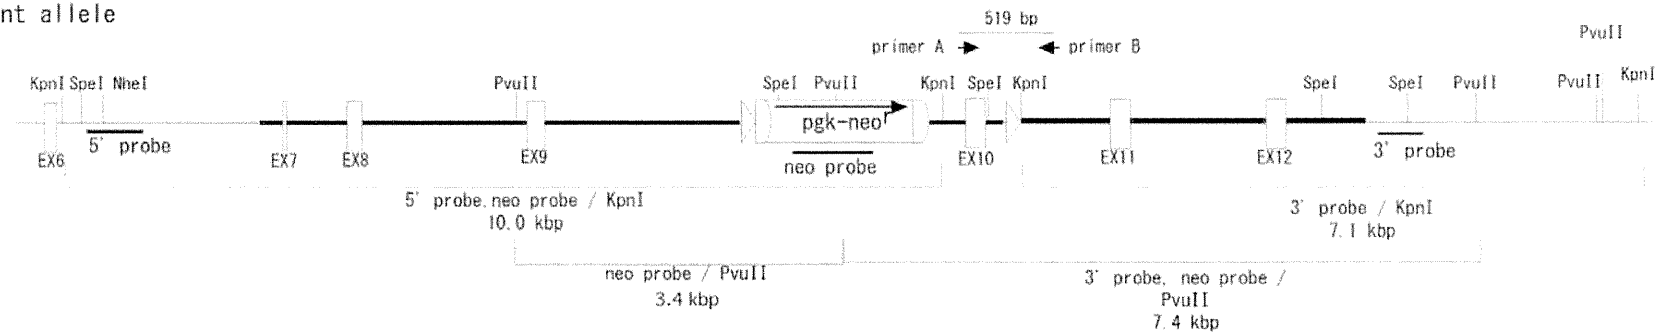 nt allele
519 bp
primer A
primer B
PvuII
KpnI SpeI NheI
PvuII
SpeI PvuII
KpnI SpeI KpnI
SpeI
SpeI
PvuII
PvuII
KpnI
pgk-neoʳ
5' probe
3' probe
EX6
EX7
EX8
EX9
EX10
EX11
EX12
neo probe
5' probe, neo probe / KpnI
10.0 kbp
3' probe / KpnI
7.1 kbp
neo probe / PvuII
3.4 kbp
3' probe, neo probe /
PvuII
7.4 kbp